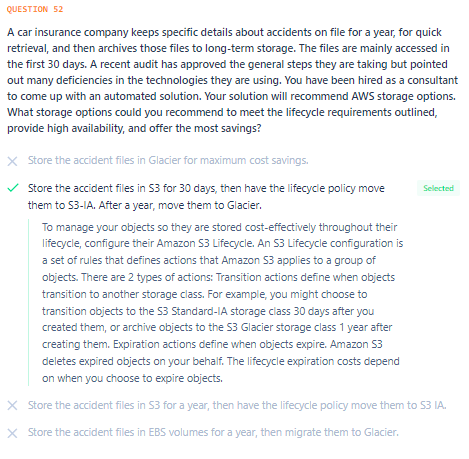 QUESTION 52
A car insurance company keeps specific details about accidents on file for a year, for quick
retrieval, and then archives those files to long-term storage. The files are mainly accessed in
the first 30 days. A recent audit has approved the general steps they are taking but pointed
out many deficiencies in the technologies they are using. You have been hired as a consultant
to come up with an automated solution. Your solution will recommend AWS storage options.
What storage options could you recommend to meet the lifecycle requirements outlined,
provide high availability, and offer the most savings?
Store the accident files in Glacier for maximum cost savings.
Store the accident files in S3 for 30 days, then have the lifecycle policy move
them to S3-IA. After a year, move them to Glacier.
Selected
To manage your objects so they are stored cost-effectively throughout their
lifecycle, configure their Amazon S3 Lifecycle. An S3 Lifecycle configuration is
a set of rules that defines actions that Amazon S3 applies to a group of
objects. There are 2 types of actions: Transition actions define when objects
transition to another storage class. For example, you might choose to
transition objects to the S3 Standard-IA storage class 30 days after you
created them, or archive objects to the S3 Glacier storage class 1 year after
creating them. Expiration actions define when objects expire. Amazon S3
deletes expired objects on your behalf. The lifecycle expiration costs depend
on when you choose to expire objects.
Store the accident files in S3 for a year, then have the lifecycle policy move them to S3 IA.
Store the accident files in EBS volumes for a year, then migrate them to Glacier.